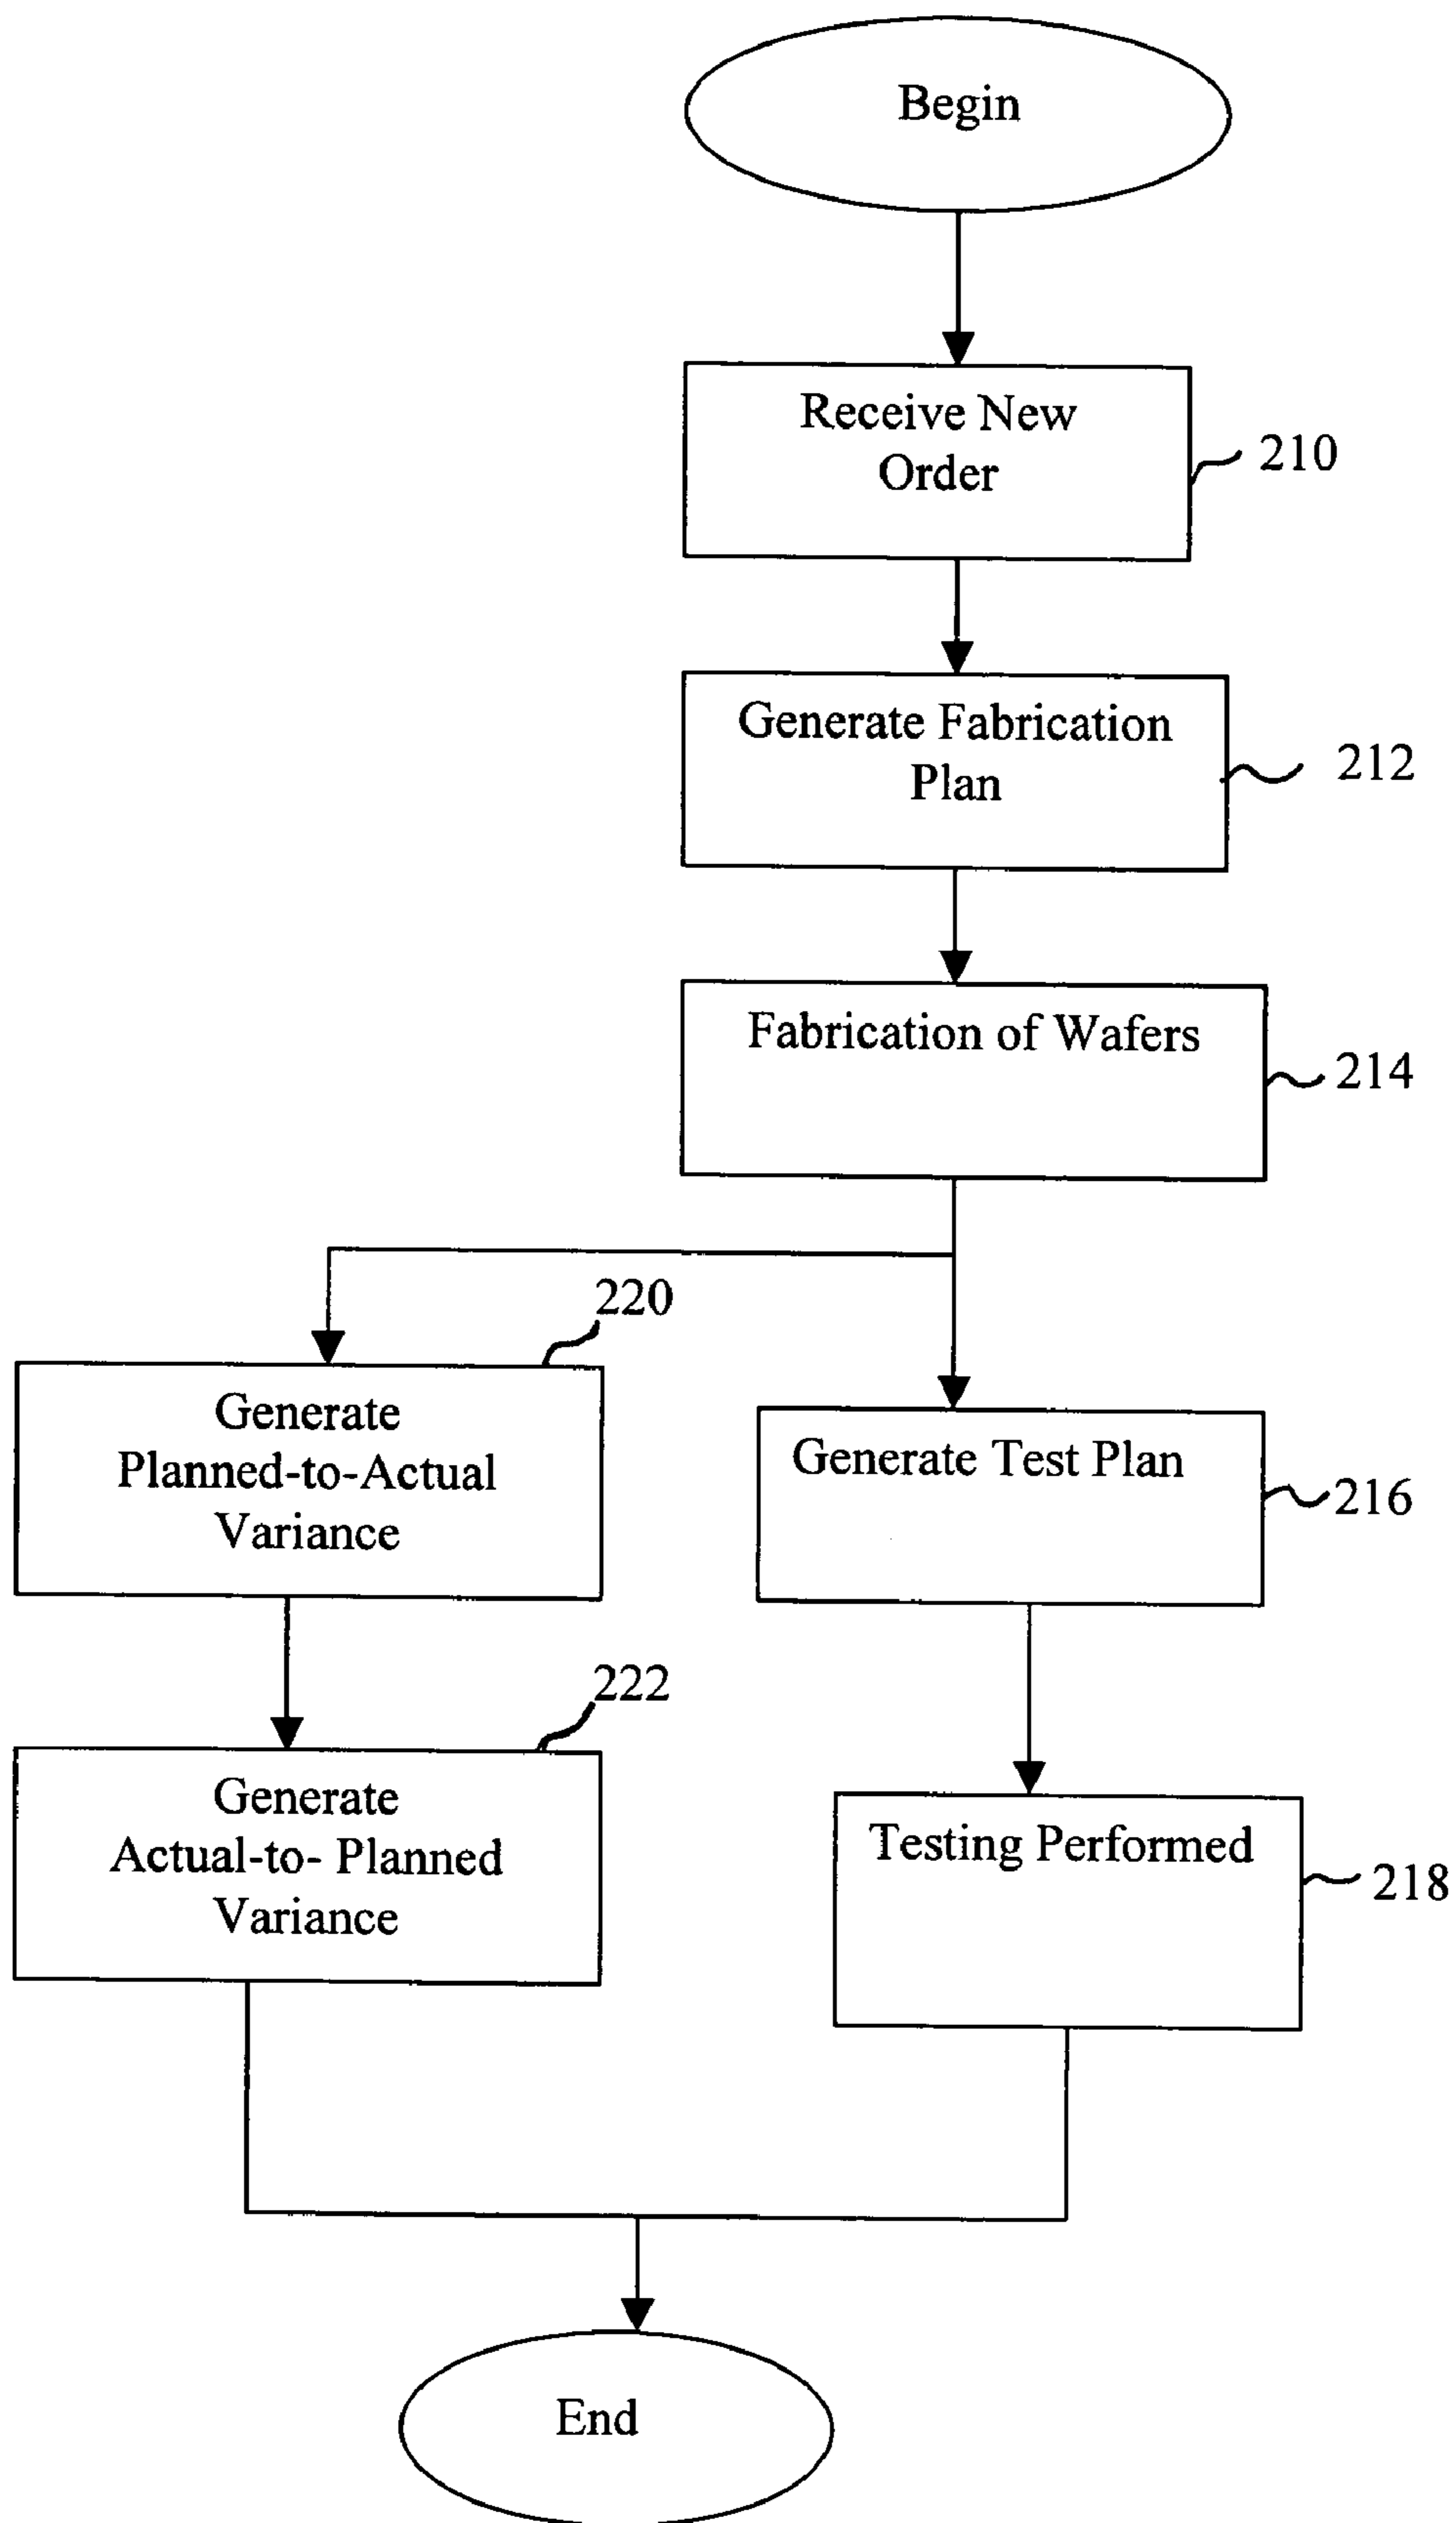 Begin
Receive New
Order
210
Generate Fabrication
Plan
212
Fabrication of Wafers
214
220
Generate
Planned-to-Actual
Variance
Generate Test Plan
216
222
Generate
Actual-to- Planned
Variance
Testing Performed
218
End